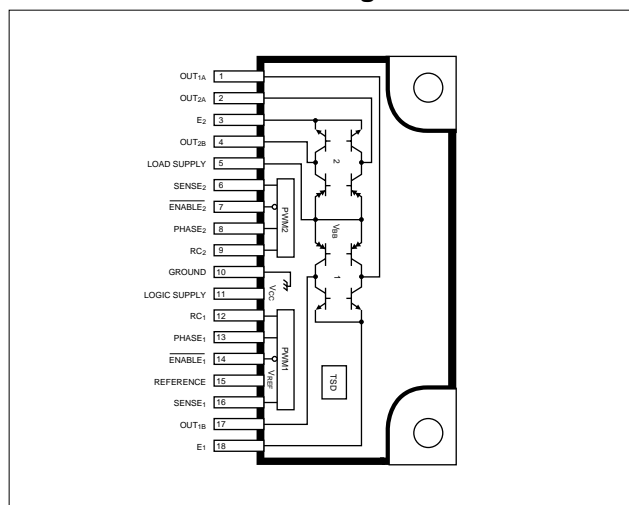 OUT1A 1
OUT2A 2
E2 3
OUT2B 4
LOAD SUPPLY 5
SENSE2 6
ENABLE2 7
PHASE2 8
RC2 9
GROUND 10
LOGIC SUPPLY 11
RC1 12
PHASE1 13
ENABLE1 14
REFERENCE 15
SENSE1 16
OUT1B 17
E1 18
PWM2
VCC
PWM1
VREF
2
VBB
1
TSD